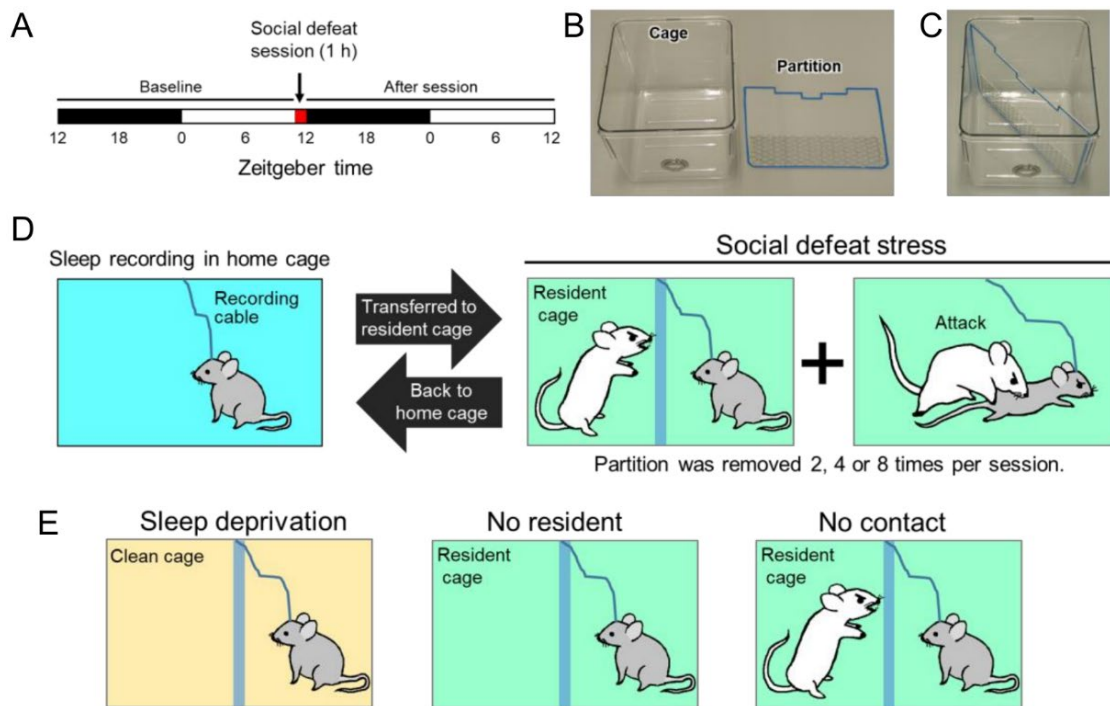 A
Social defeat
session (1 h)
Baseline
After session
12 18 0 6 12 18 0 6 12
Zeitgeber time
B
Cage
Partition
C
D
Sleep recording in home cage
Recording
cable
Transferred to
resident cage
Back to
home cage
Social defeat stress
Resident
cage
+
Attack
Partition was removed 2, 4 or 8 times per session.
E
Sleep deprivation
Clean cage
No resident
Resident
cage
No contact
Resident
cage